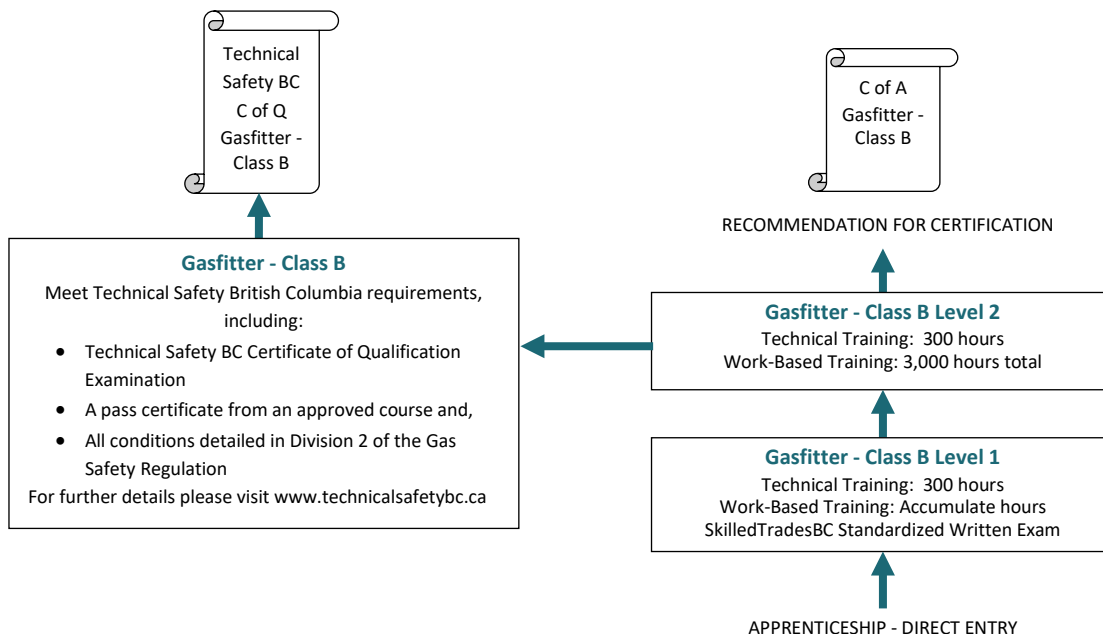 Technical
Safety BC
C of Q
Gasfitter -
Class B
C of A
Gasfitter -
Class B
RECOMMENDATION FOR CERTIFICATION
Gasfitter - Class B
Meet Technical Safety British Columbia requirements,
including:
• Technical Safety BC Certificate of Qualification
Examination
• A pass certificate from an approved course and,
• All conditions detailed in Division 2 of the Gas
Safety Regulation
For further details please visit www.technicalsafetybc.ca
Gasfitter - Class B Level 2
Technical Training: 300 hours
Work-Based Training: 3,000 hours total
Gasfitter - Class B Level 1
Technical Training: 300 hours
Work-Based Training: Accumulate hours
SkilledTradesBC Standardized Written Exam
APPRENTICESHIP - DIRECT ENTRY